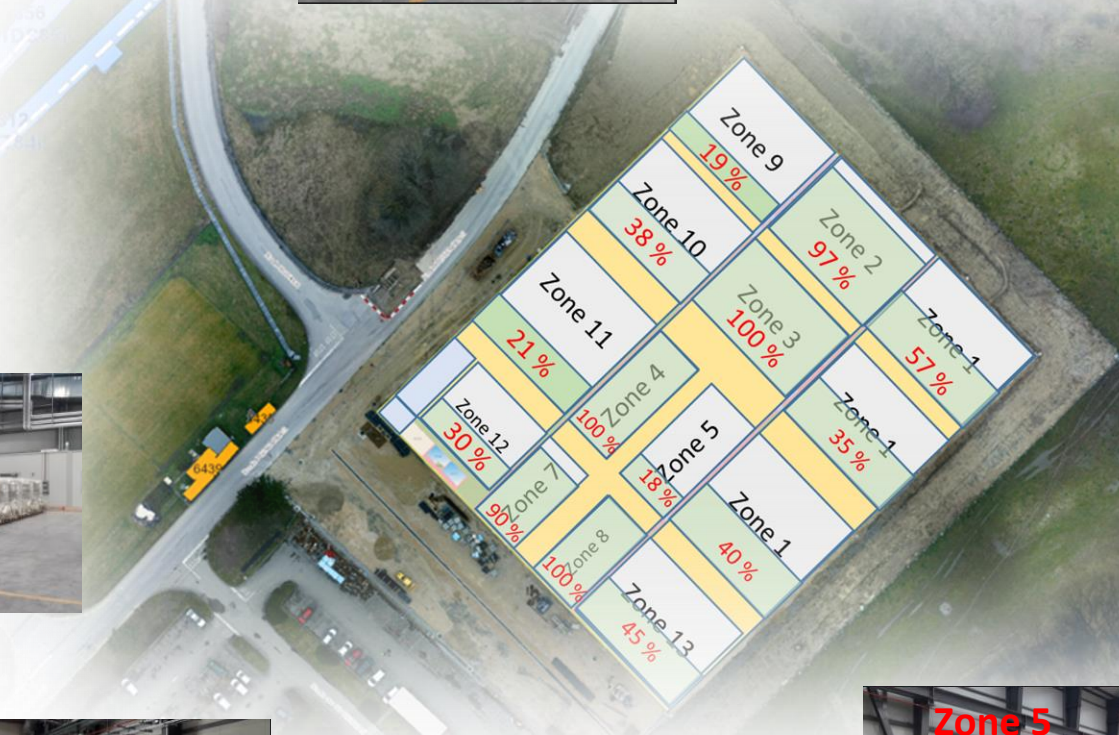 Zone 9
19 %
Zone 10
38 %
Zone 2
97 %
Zone 11
Zone 3
100 %
Zone 1
57 %
21 %
Zone 4
100 %
Zone 1
35 %
Zone 12
30 %
Zone 5
18 %
Zone 7
90 %
Zone 1
40 %
Zone 8
100 %
Zone 13
45 %
6439
Zone 5